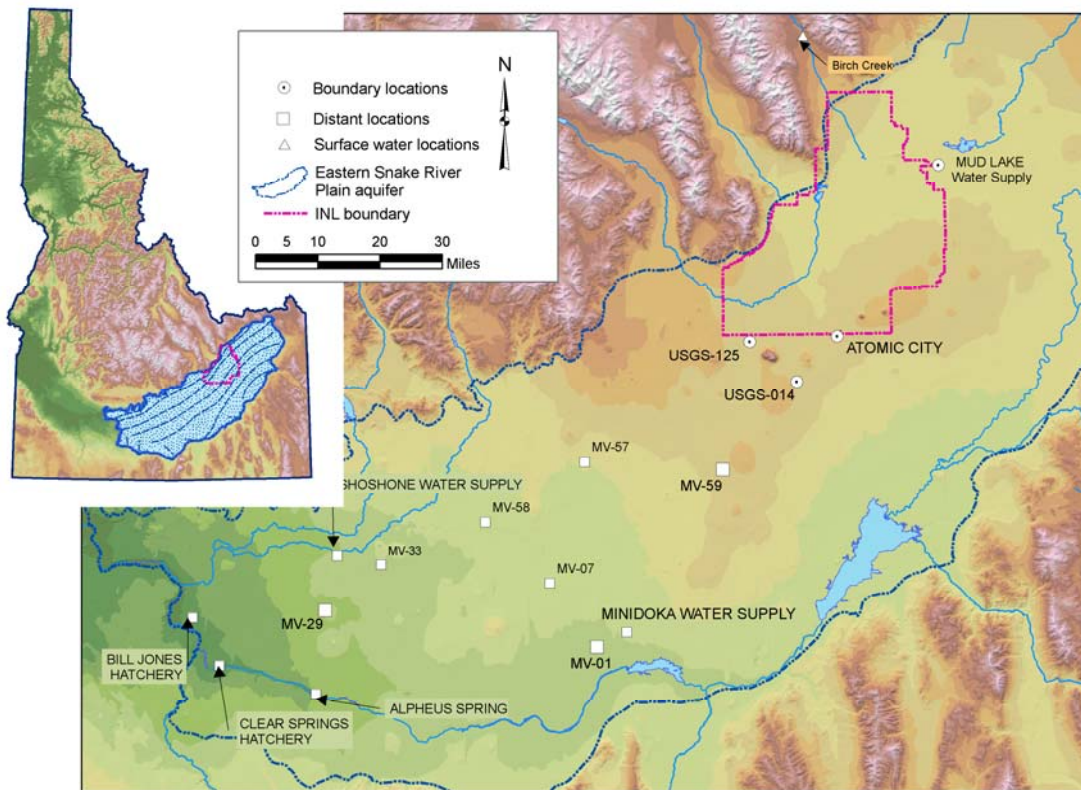 N
Boundary locations
Distant locations
Surface water locations
Eastern Snake River
Plain aquifer
INL boundary
0 5 10 20 30
Miles
Birch Creek
MUD LAKE
Water Supply
USGS-125
ATOMIC CITY
USGS-014
MV-57
MV-59
SHOSHONE WATER SUPPLY
MV-58
MV-33
MV-07
MV-29
MINIDOKA WATER SUPPLY
MV-01
BILL JONES
HATCHERY
ALPHEUS SPRING
CLEAR SPRINGS
HATCHERY